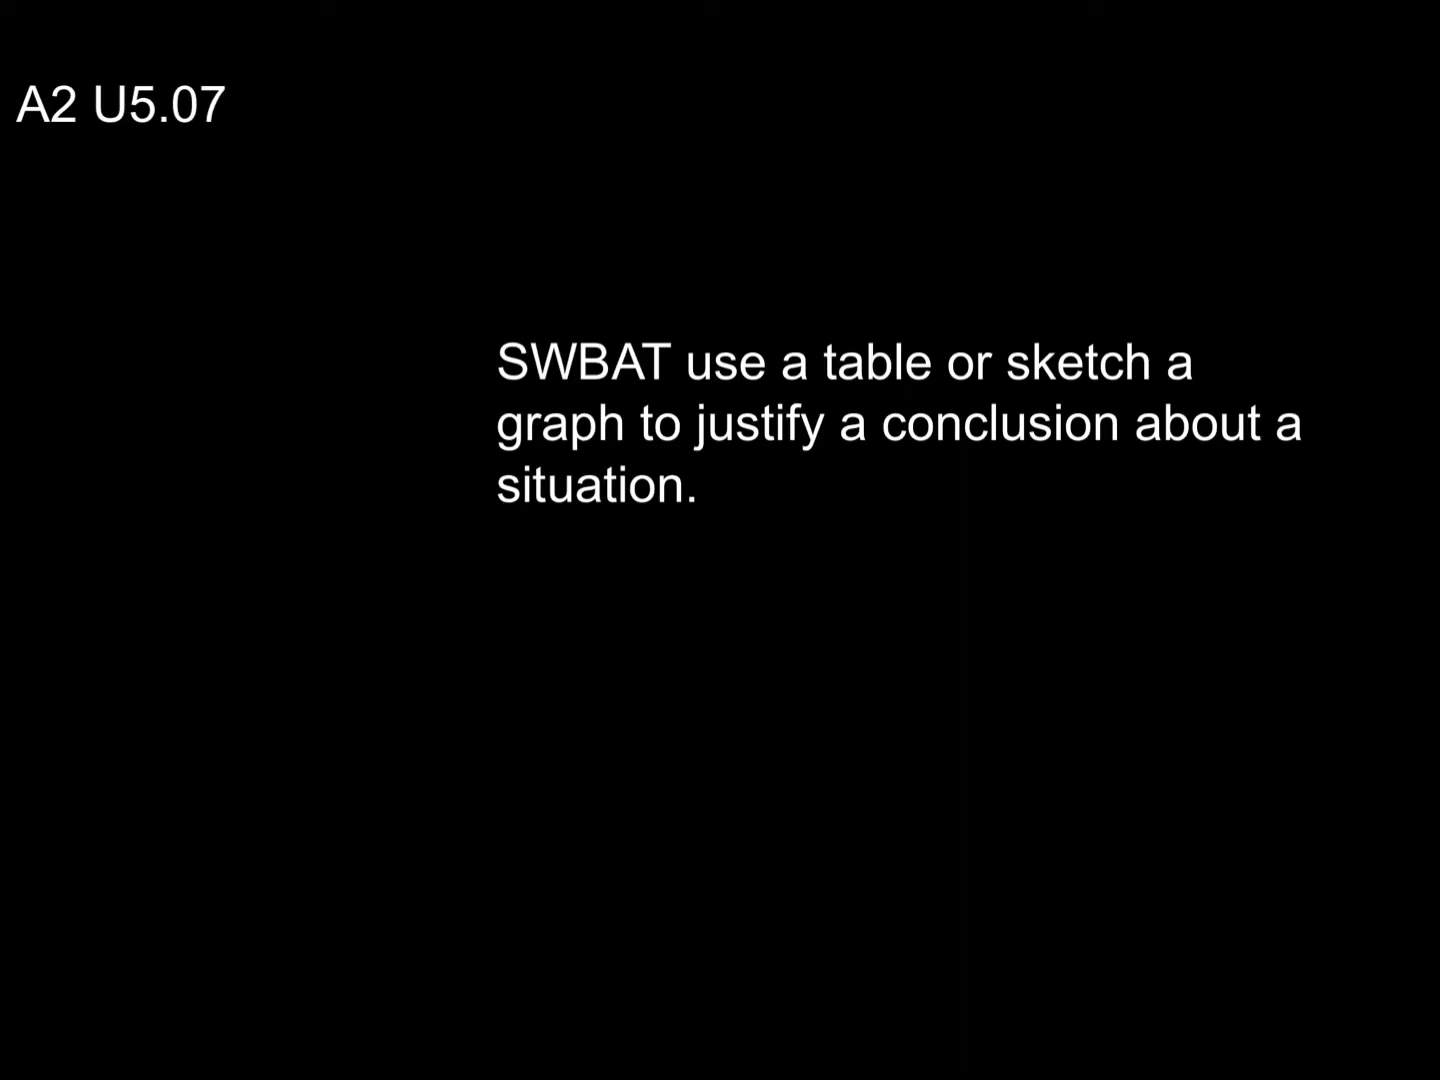 A2 U5.07
SWBAT use a table or sketch a
graph to justify a conclusion about a
situation.